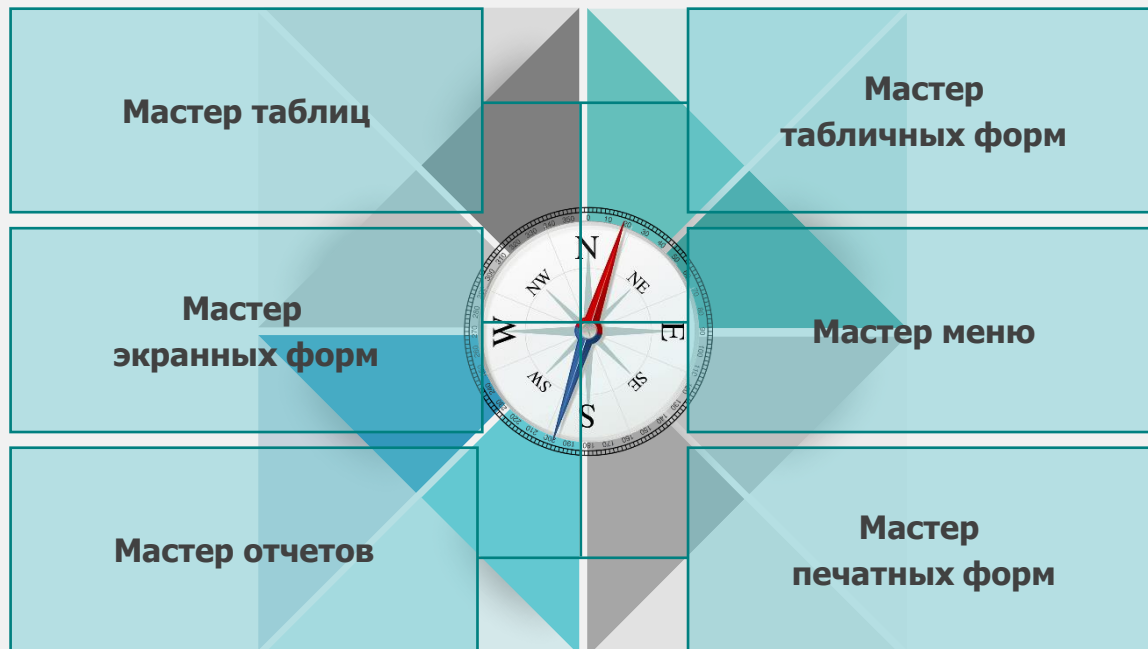 Мастер таблиц
Мастер
табличных форм
Мастер
экранных форм
Мастер меню
Мастер отчетов
Мастер
печатных форм
N
NE
E
SE
S
SW
W
NW